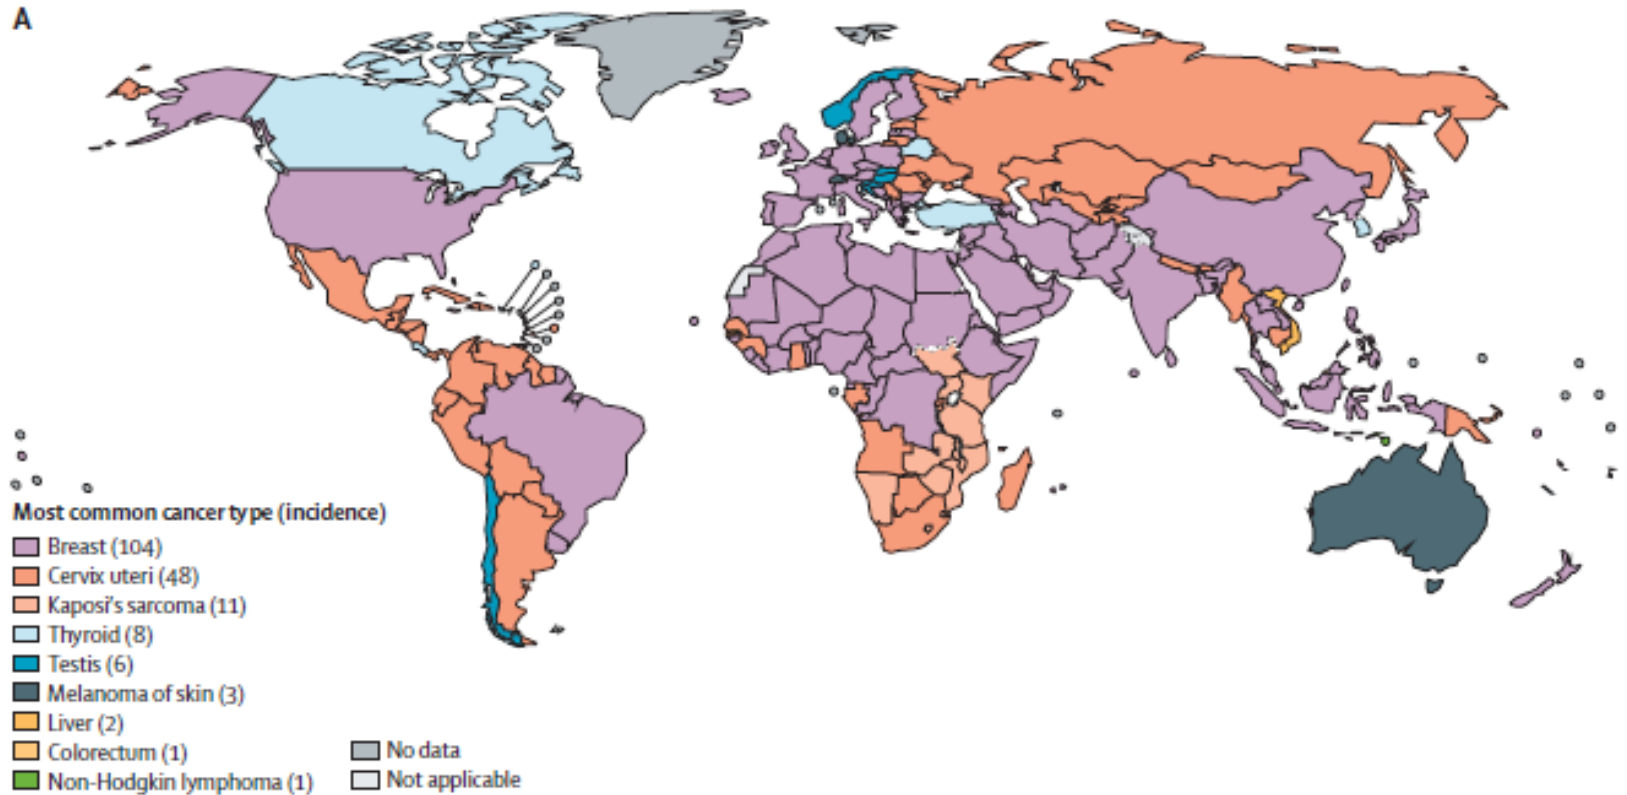 A
Most common cancer type (incidence)
Breast (104)
Cervix uteri (48)
Kaposi's sarcoma (11)
Thyroid (8)
Testis (6)
Melanoma of skin (3)
Liver (2)
Colorectum (1)
Non-Hodgkin lymphoma (1)
No data
Not applicable